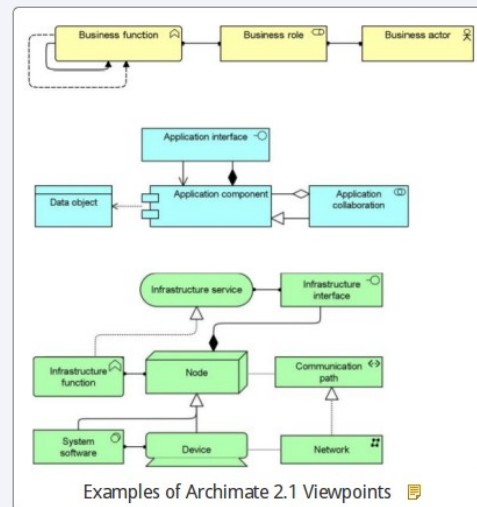 Business function
Business role
Business actor
Application interface
Data object
Application component
Application
collaboration
Infrastructure service
Infrastructure
interface
Infrastructure
function
Node
Communication
path
System
software
Device
Network
Examples of Archimate 2.1 Viewpoints